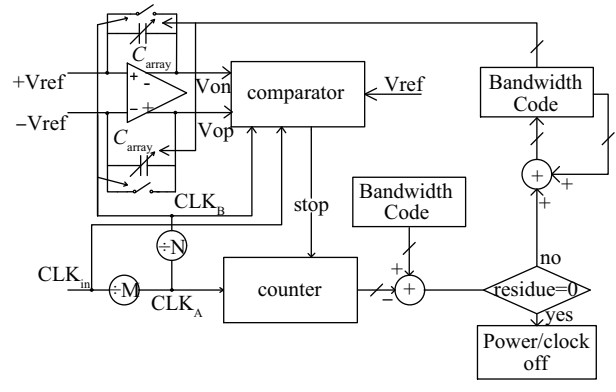 C_array
+Vref
+ -
Von
- +
−Vref
Vop
C_array
comparator
Vref
Bandwidth
Code
+
+
+
CLK_B
stop
Bandwidth
Code
÷N
CLK_in
÷M
CLK_A
counter
+
−
+
no
residue=0
yes
Power/clock
off